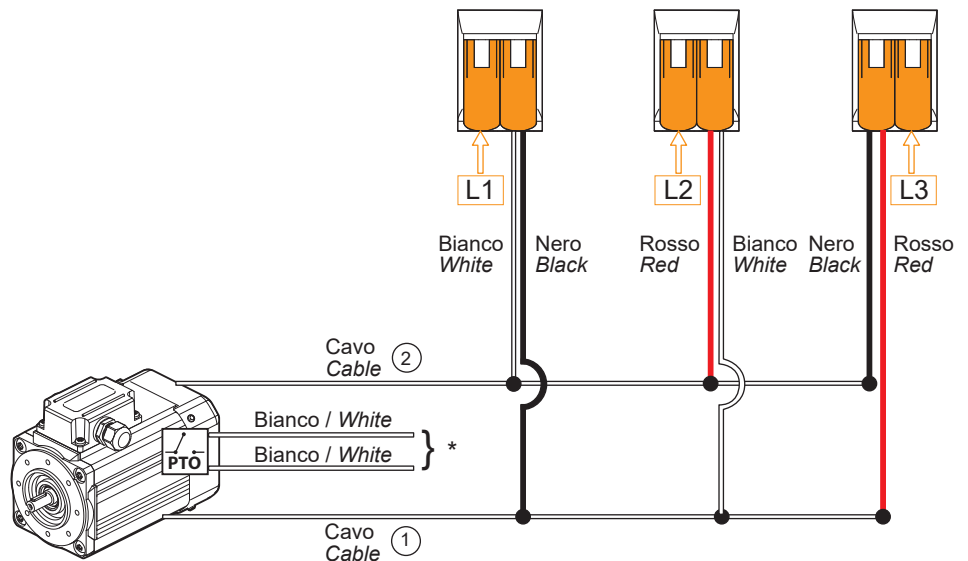 L1
L2
L3
Bianco
White
Nero
Black
Rosso
Red
Bianco
White
Nero
Black
Rosso
Red
Cavo
Cable 2
Bianco / White
PTO
Bianco / White
} *
Cavo
Cable 1